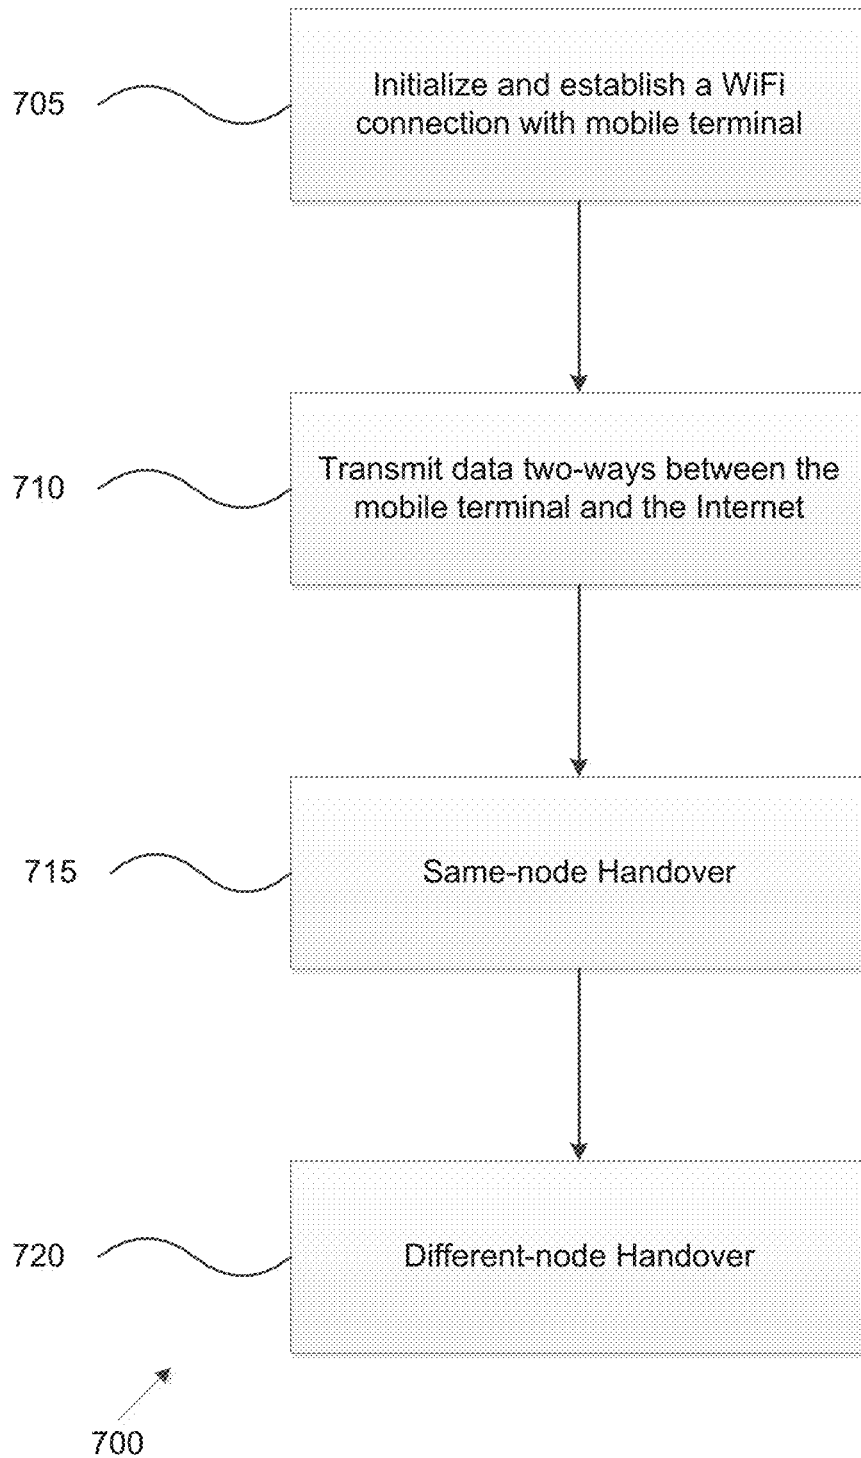 705
Initialize and establish a WiFi
connection with mobile terminal
710
Transmit data two-ways between the
mobile terminal and the Internet
715
Same-node Handover
720
Different-node Handover
700